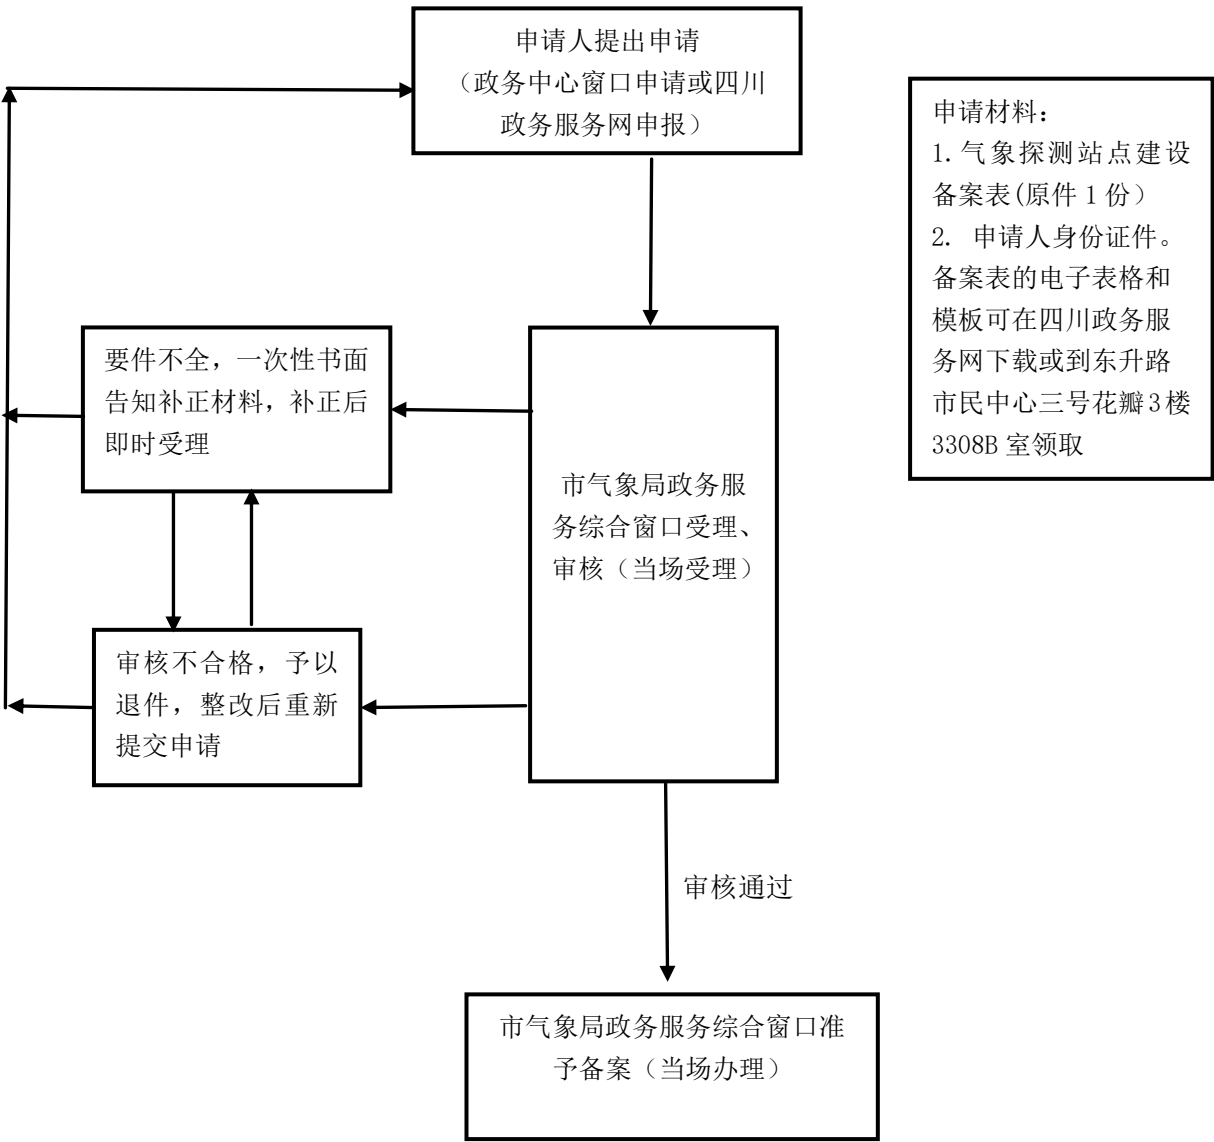 申请人提出申请
（政务中心窗口申请或四川
政务服务网申报）
申请材料：
1.气象探测站点建设
备案表(原件1份）
2. 申请人身份证件。
备案表的电子表格和
模板可在四川政务服
务网下载或到东升路
市民中心三号花瓣3楼
3308B室领取
要件不全，一次性书面
告知补正材料，补正后
即时受理
市气象局政务服
务综合窗口受理、
审核（当场受理）
审核不合格，予以
退件，整改后重新
提交申请
审核通过
市气象局政务服务综合窗口准
予备案（当场办理）